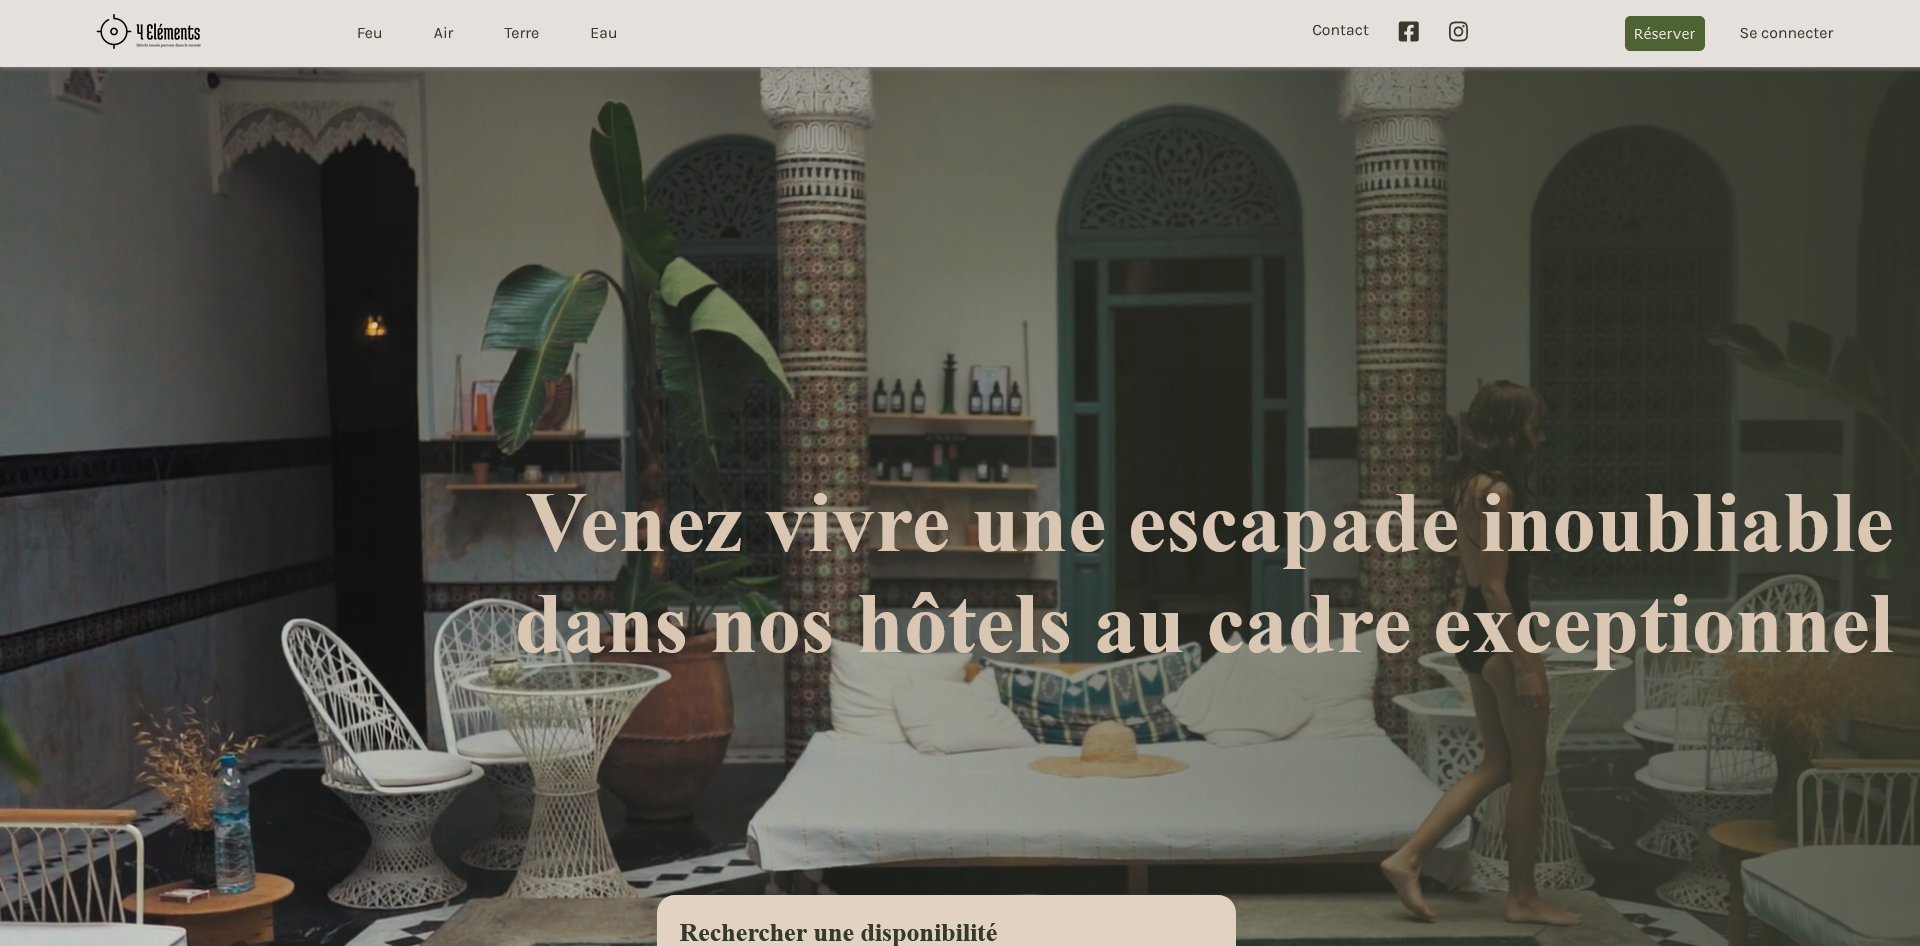 4 Eléments
Feu
Air
Terre
Eau
Contact
Réserver
Se connecter
Venez vivre une escapade inoubliable
dans nos hôtels au cadre exceptionnel
Rechercher une disponibilité